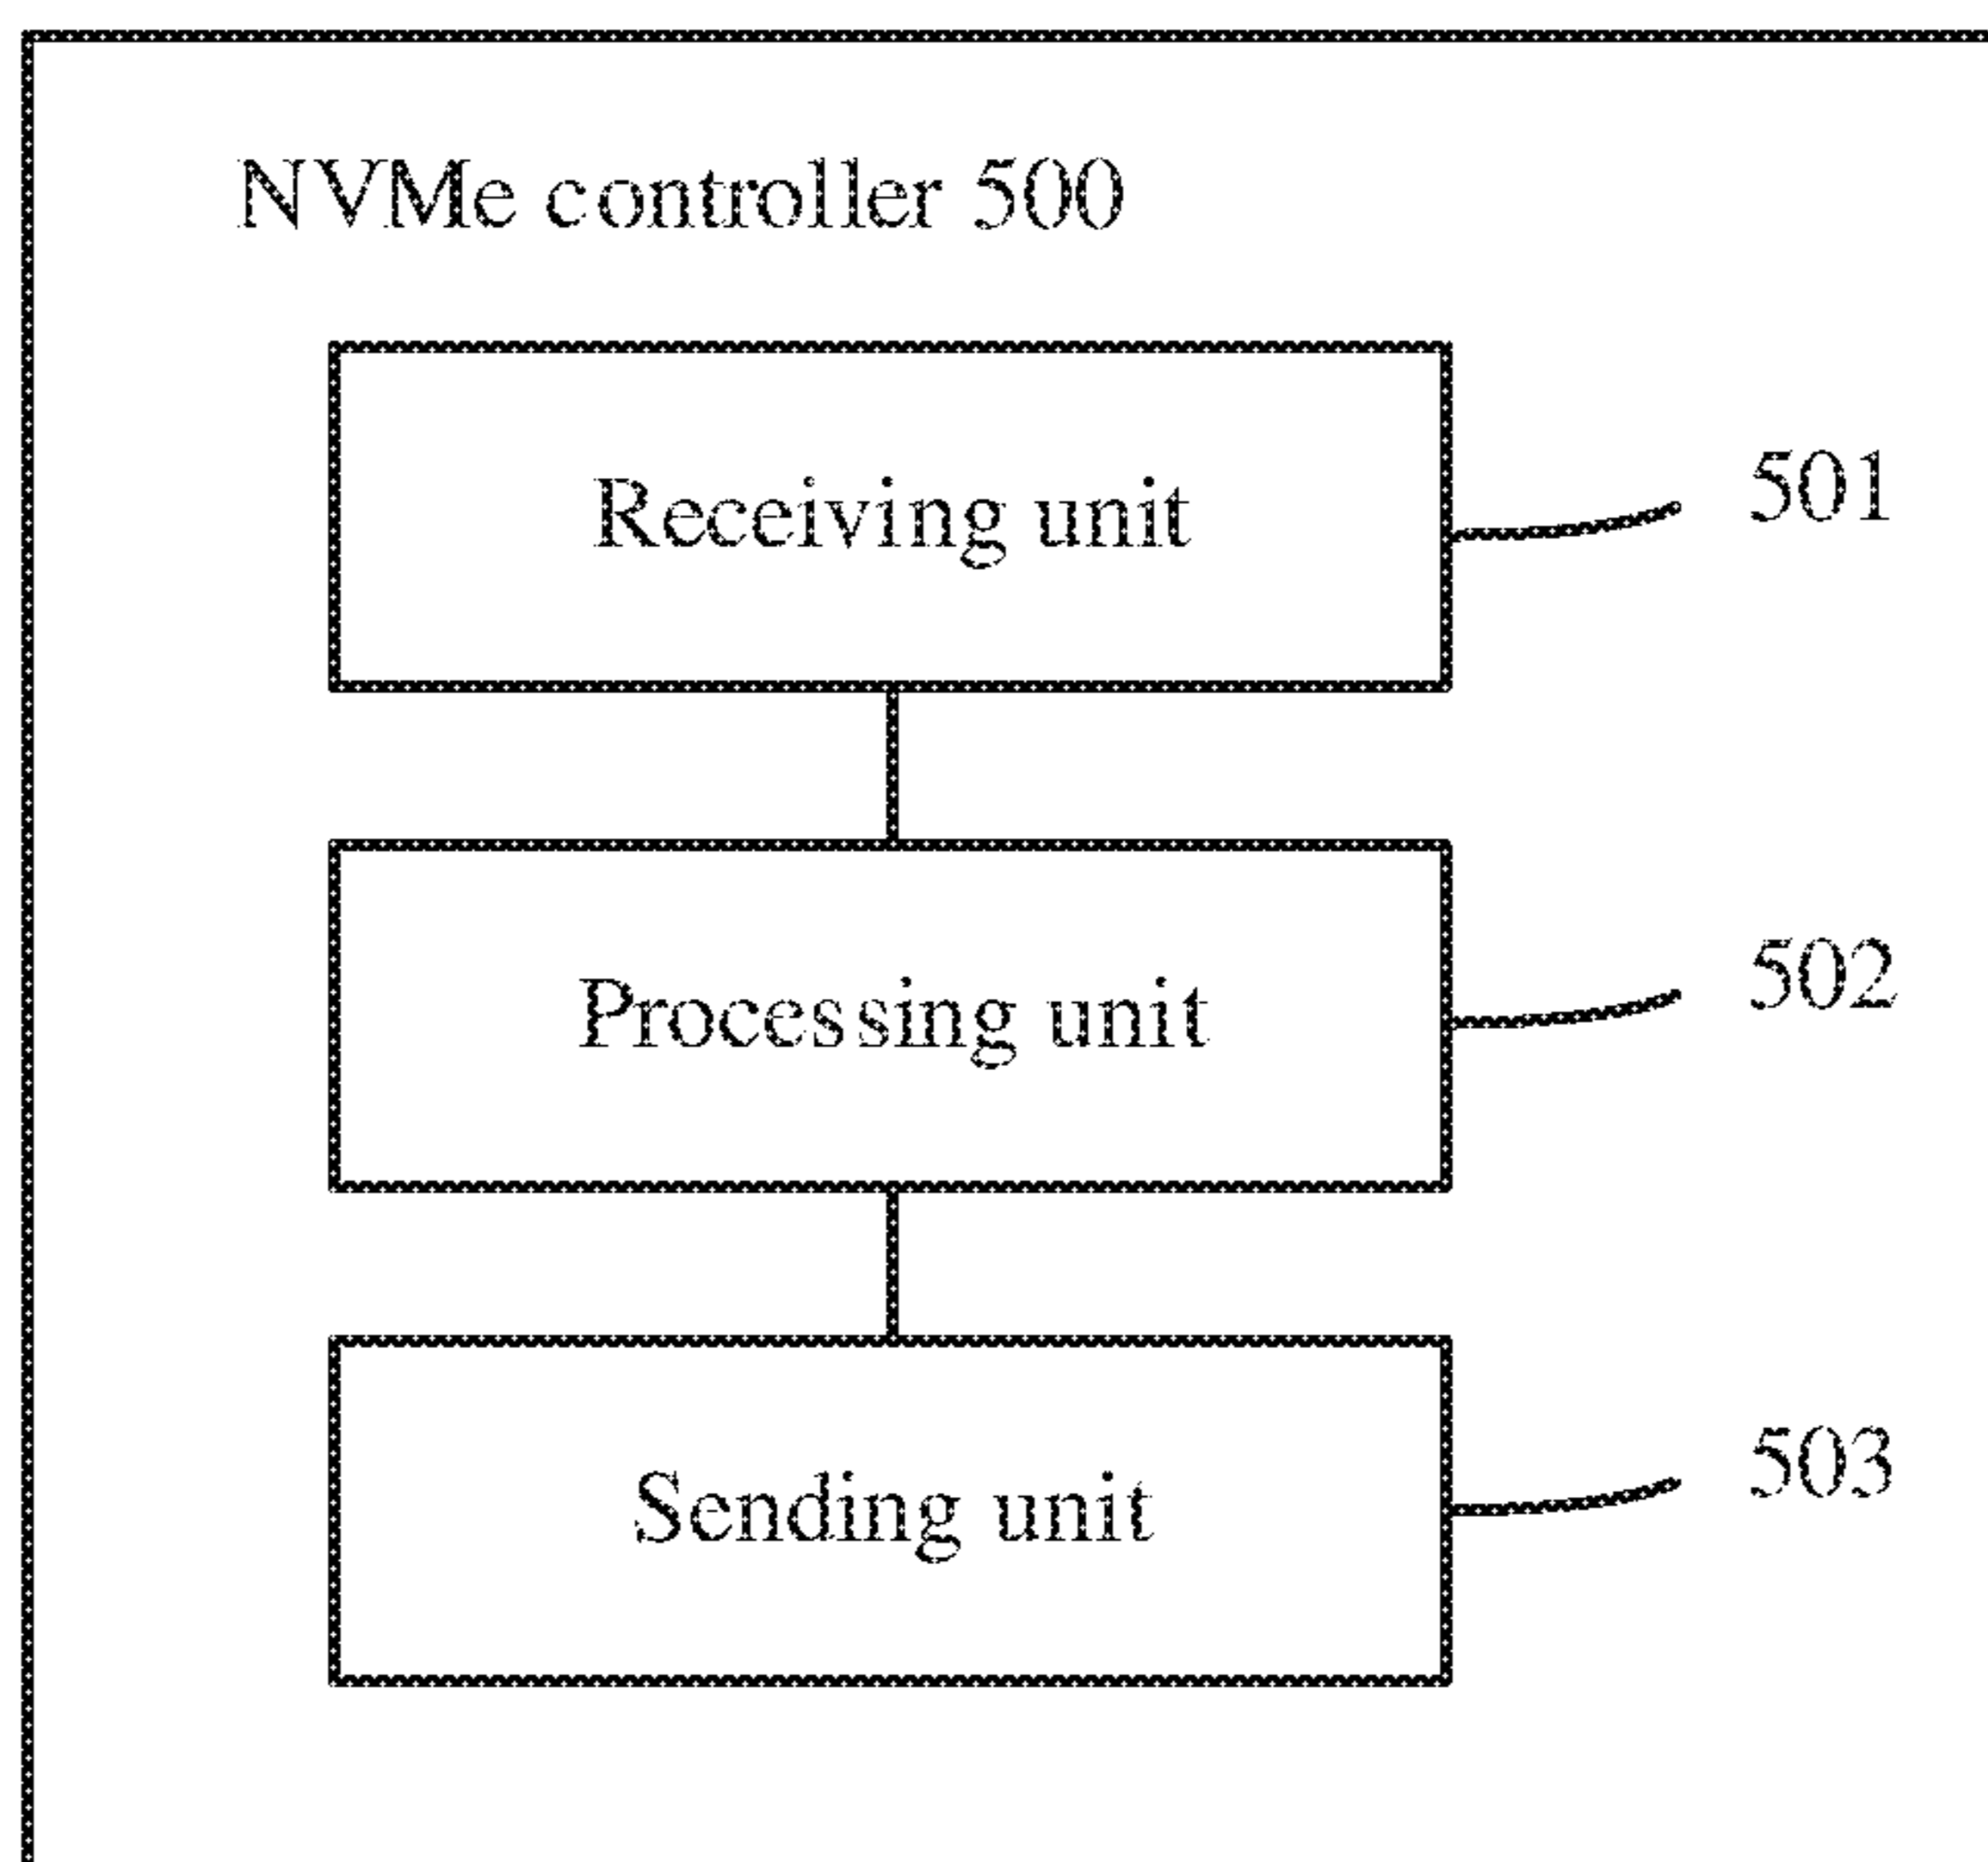 NVMe controller 500
Receiving unit
501
Processing unit
502
Sending unit
503